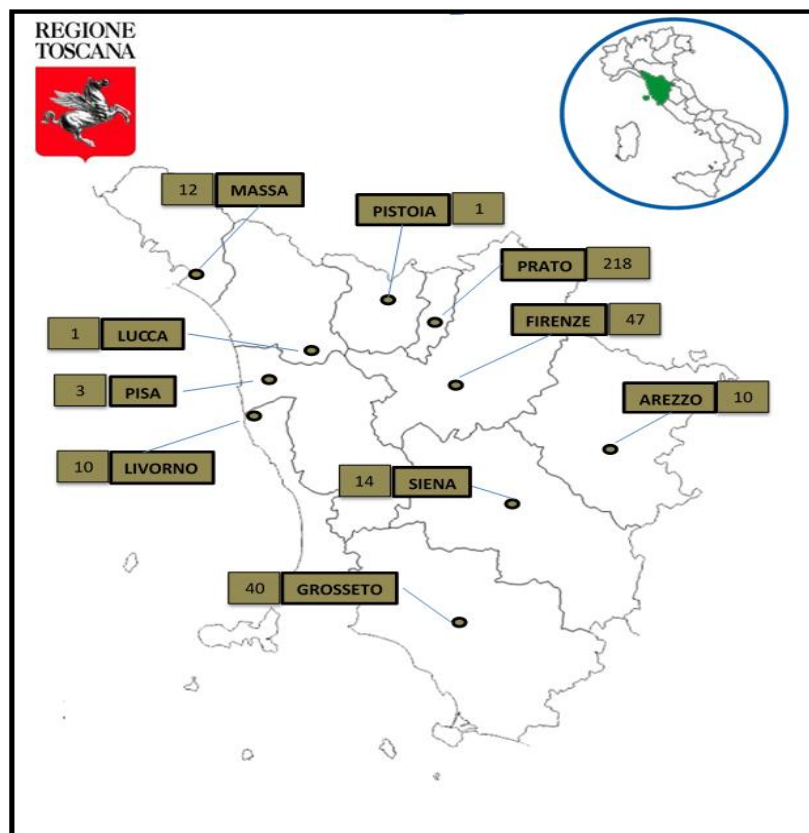 REGIONE
TOSCANA
12 MASSA
PISTOIA 1
PRATO 218
FIRENZE 47
1 LUCCA
3 PISA
AREZZO 10
10 LIVORNO
14 SIENA
40 GROSSETO